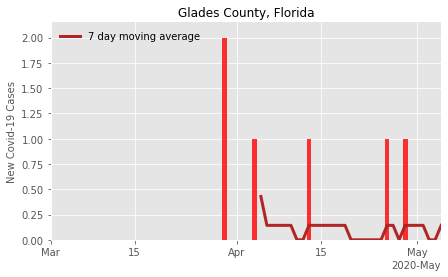 Glades County, Florida
7 day moving average
New Covid-19 Cases
2.00
1.75
1.50
1.25
1.00
0.75
0.50
0.25
0.00
Mar
15
Apr
15
May
2020-May